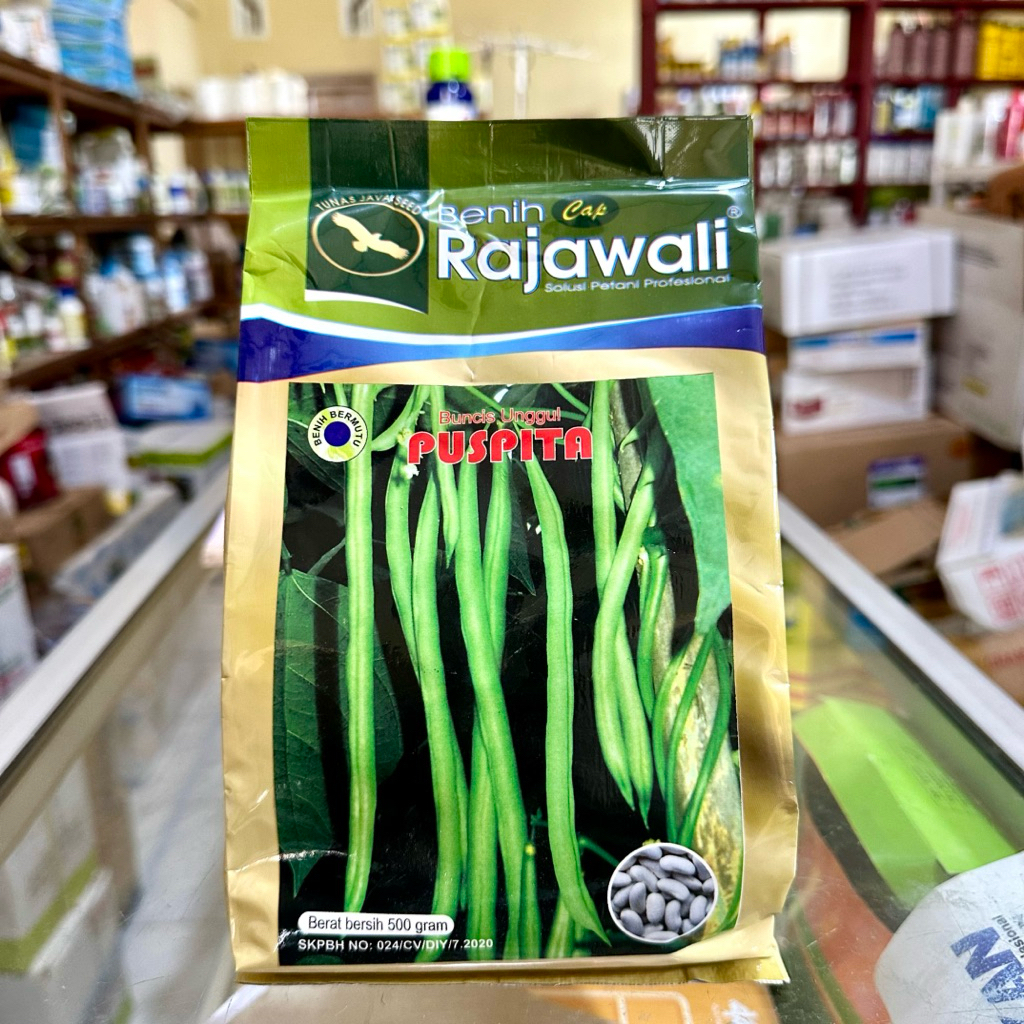 TUNAS JAVA SEED
Benih Cap
Rajawali®
Solusi Petani Profesional
BENIH BERMUTU
Buncis Unggul
PUSPITA
Berat bersih 500 gram
SKPBH NO: 024/CV/DIY/7.2020